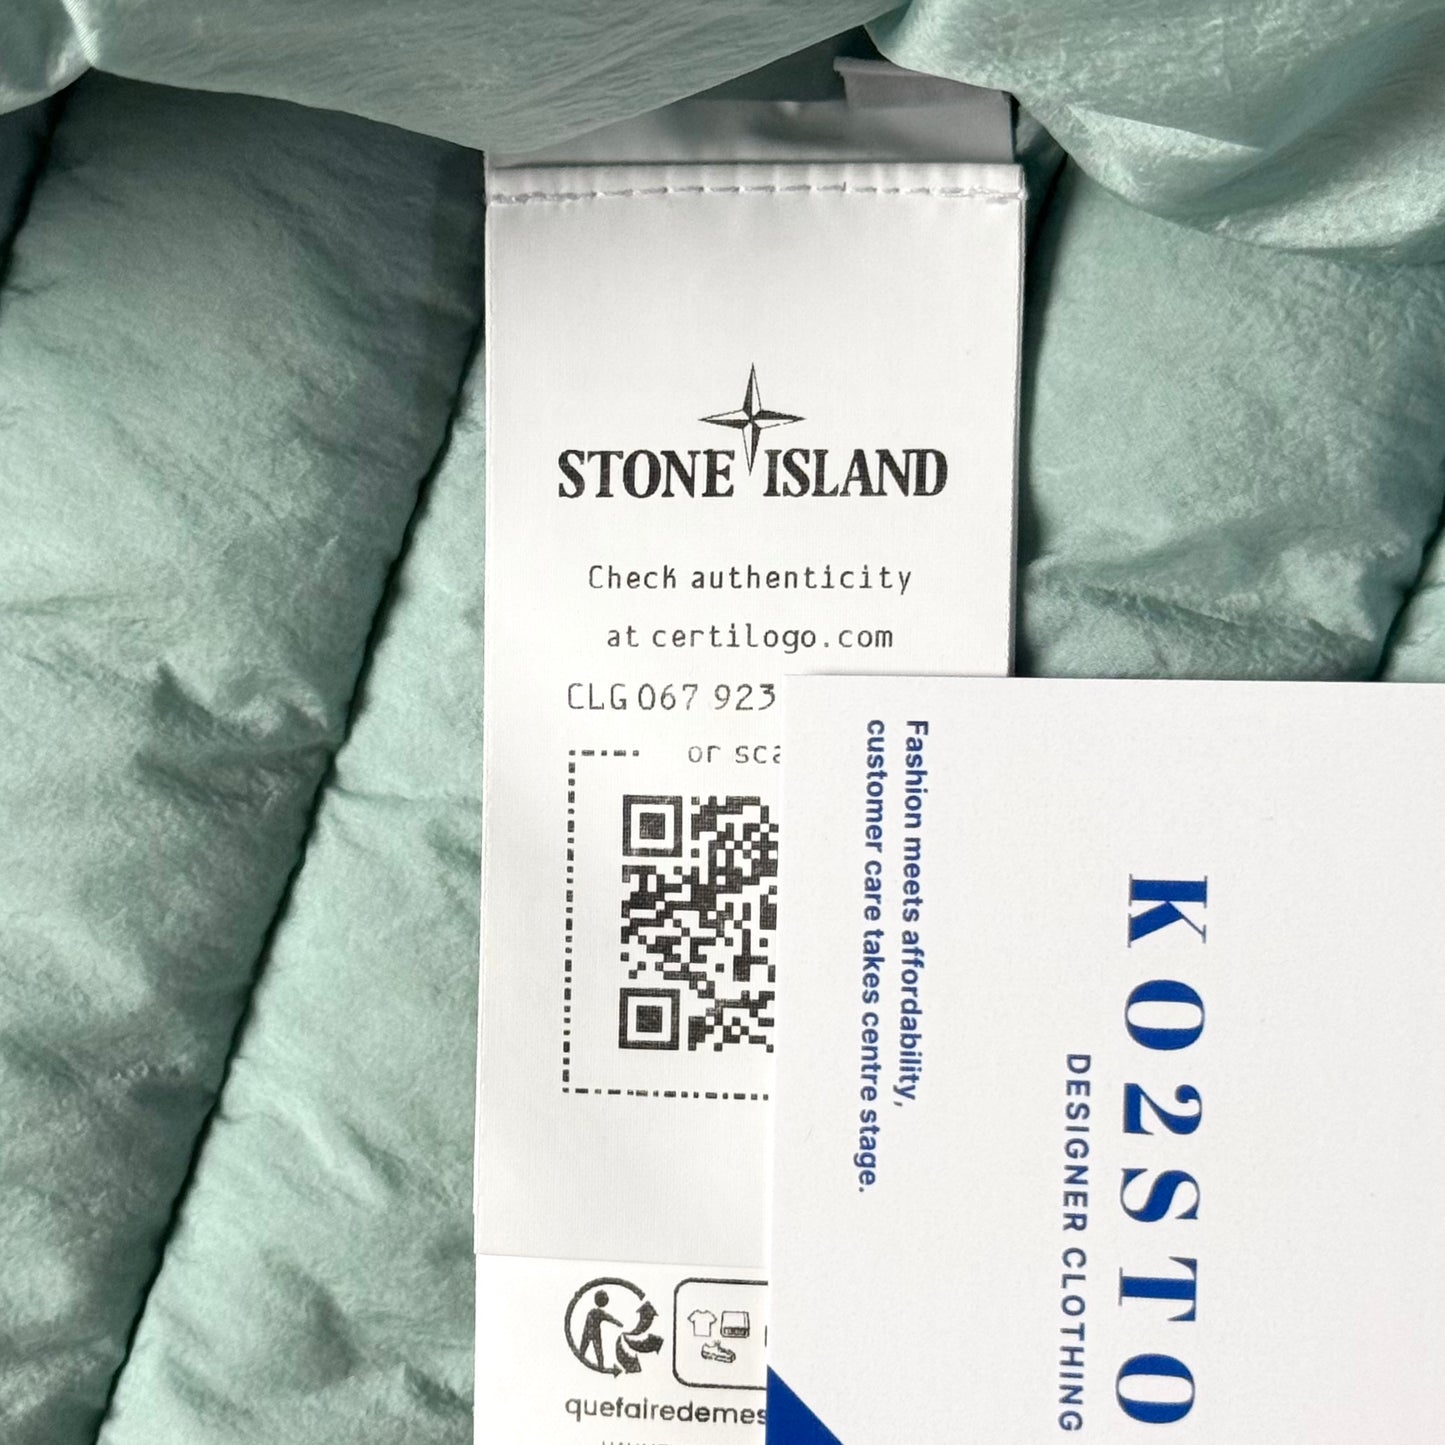 STONE ISLAND
Check authenticity
at certilogo.com
CLG 067 923
or
quefairedemes
Fashion meets affordability,
customer care takes centre stage.
KO2STO
DESIGNER CLOTHING